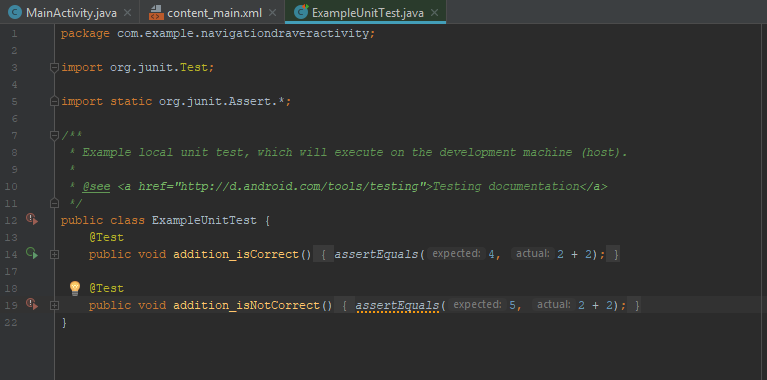 MainActivity.java × content_main.xml × ExampleUnitTest.java ×
1 package com.example.navigationdraveractivity;
2
3 import org.junit.Test;
4
5 import static org.junit.Assert.*;
6
7 /**
8 * Example local unit test, which will execute on the development machine (host).
9 *
10 * @see <a href="http://d.android.com/tools/testing">Testing documentation</a>
11 */
12 public class ExampleUnitTest {
13 @Test
14 public void addition_isCorrect() { assertEquals( expected: 4, actual: 2 + 2); }
17
18 @Test
19 public void addition_isNotCorrect() { assertEquals( expected: 5, actual: 2 + 2); }
22 }